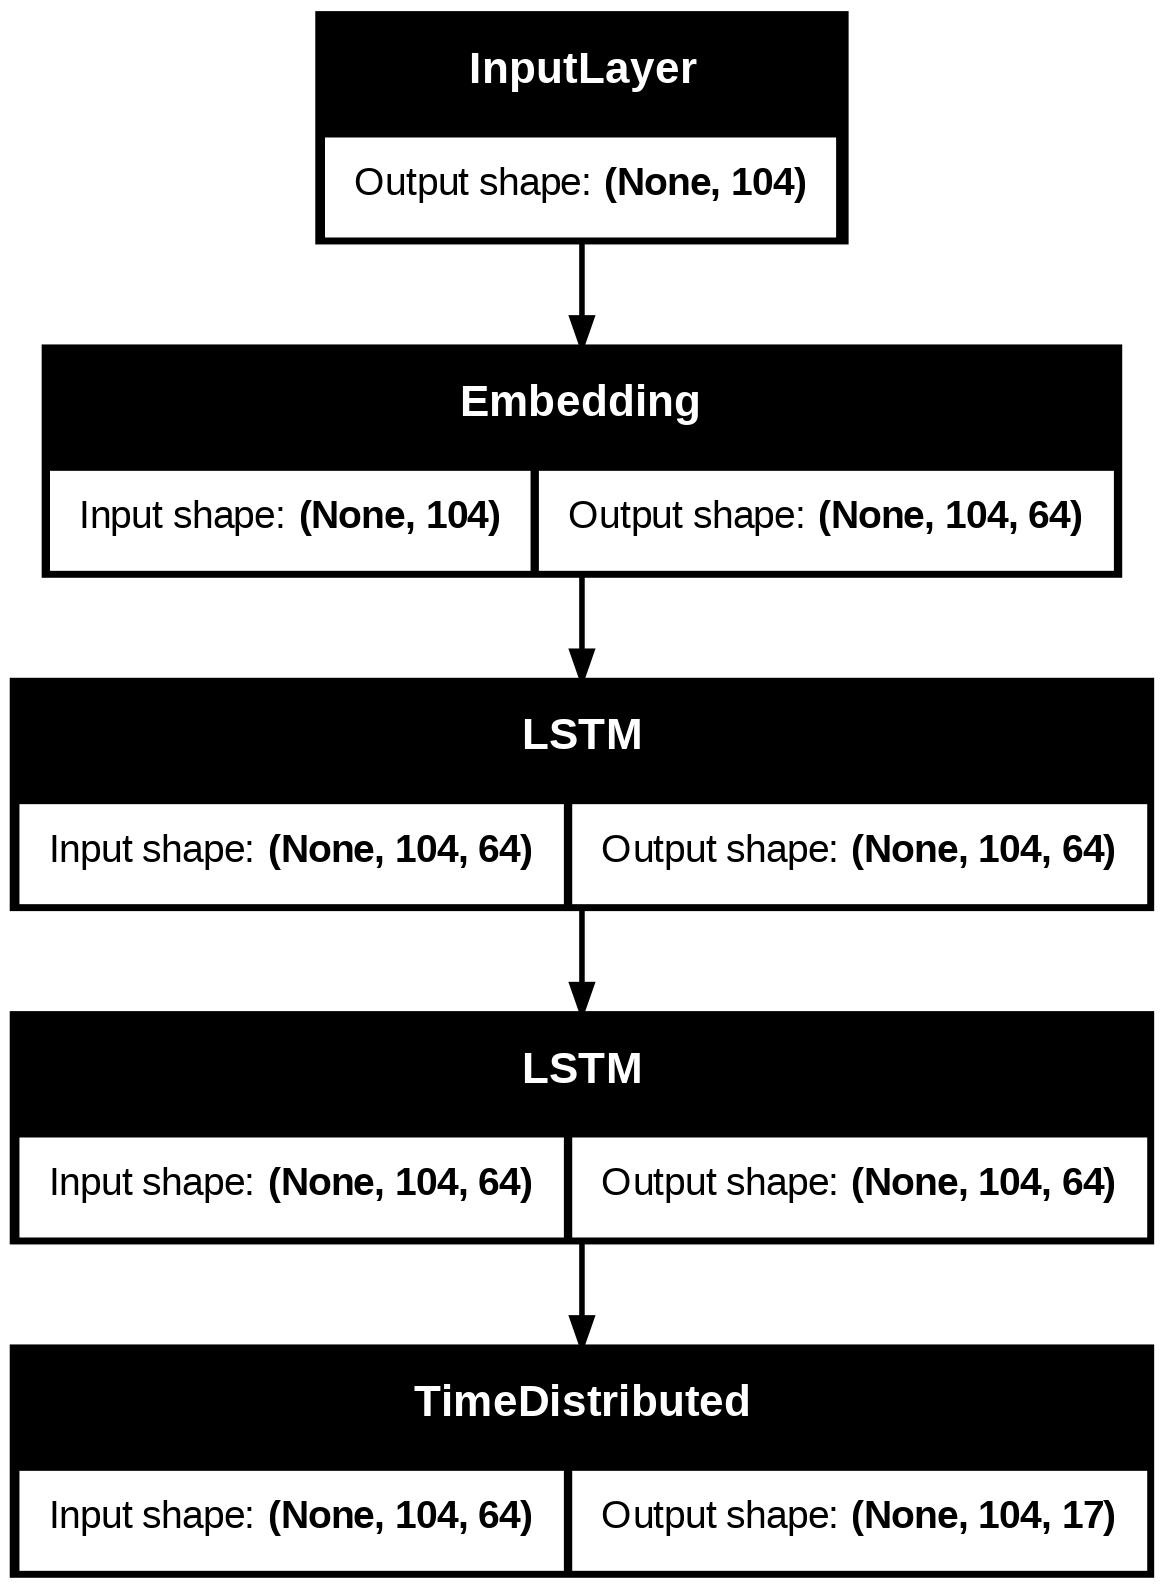 InputLayer
Output shape: (None, 104)
Embedding
Input shape: (None, 104)
Output shape: (None, 104, 64)
LSTM
Input shape: (None, 104, 64)
Output shape: (None, 104, 64)
LSTM
Input shape: (None, 104, 64)
Output shape: (None, 104, 64)
TimeDistributed
Input shape: (None, 104, 64)
Output shape: (None, 104, 17)